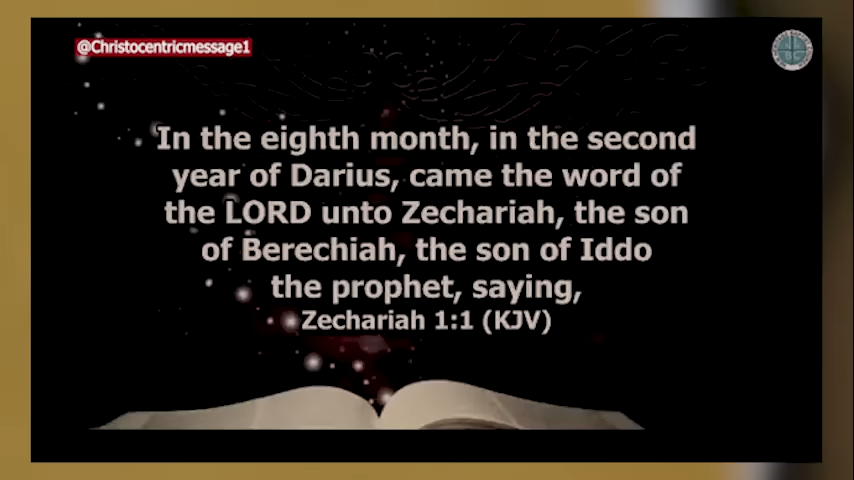 @Christocentricmessage1
In the eighth month, in the second
year of Darius, came the word of
the LORD unto Zechariah, the son
of Berechiah, the son of Iddo
the prophet, saying,
Zechariah 1:1 (KJV)